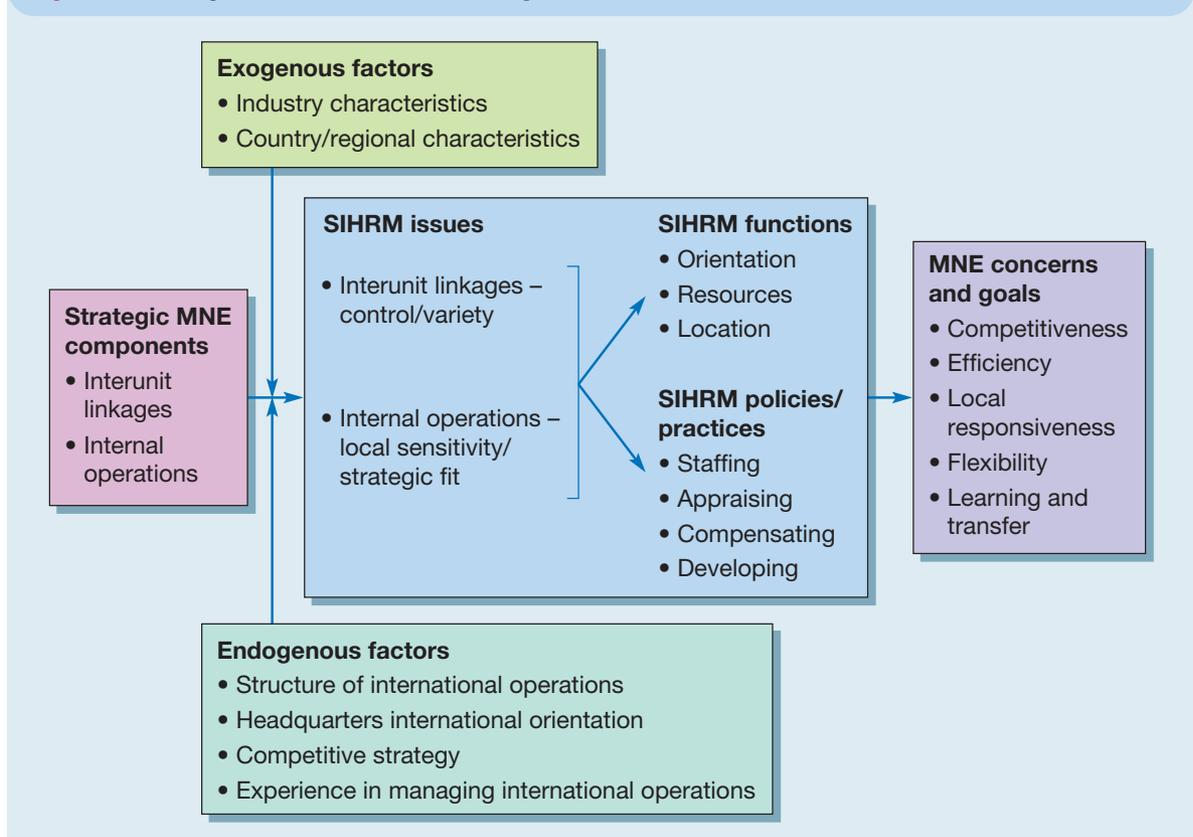 Exogenous factors
• Industry characteristics
• Country/regional characteristics
Strategic MNE
components
• Interunit
linkages
• Internal
operations
SIHRM issues
• Interunit linkages –
control/variety
• Internal operations –
local sensitivity/
strategic fit
SIHRM functions
• Orientation
• Resources
• Location
SIHRM policies/
practices
• Staffing
• Appraising
• Compensating
• Developing
MNE concerns
and goals
• Competitiveness
• Efficiency
• Local
responsiveness
• Flexibility
• Learning and
transfer
Endogenous factors
• Structure of international operations
• Headquarters international orientation
• Competitive strategy
• Experience in managing international operations